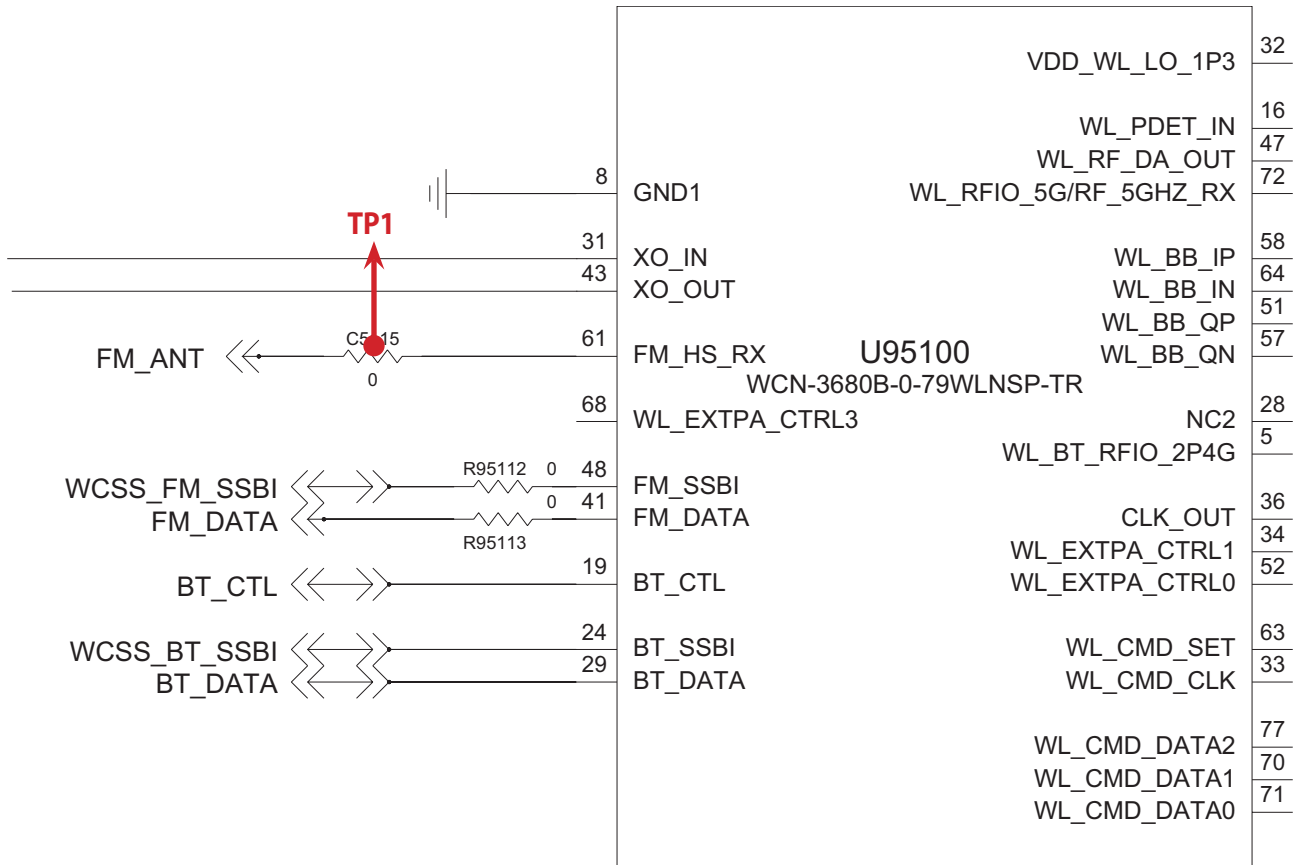 VDD_WL_LO_1P3 32
WL_PDET_IN 16
WL_RF_DA_OUT 47
8 GND1 WL_RFIO_5G/RF_5GHZ_RX 72
TP1
31 XO_IN WL_BB_IP 58
43 XO_OUT WL_BB_IN 64
WL_BB_QP 51
FM_ANT 61 FM_HS_RX U95100 WL_BB_QN 57
0 WCN-3680B-0-79WLNSP-TR
68 WL_EXTPA_CTRL3 NC2 28
WL_BT_RFIO_2P4G 5
WCSS_FM_SSBI R95112 0 48 FM_SSBI
FM_DATA R95113 0 41 FM_DATA CLK_OUT 36
WL_EXTPA_CTRL1 34
BT_CTL 19 BT_CTL WL_EXTPA_CTRL0 52
WCSS_BT_SSBI 24 BT_SSBI WL_CMD_SET 63
BT_DATA 29 BT_DATA WL_CMD_CLK 33
WL_CMD_DATA2 77
WL_CMD_DATA1 70
WL_CMD_DATA0 71